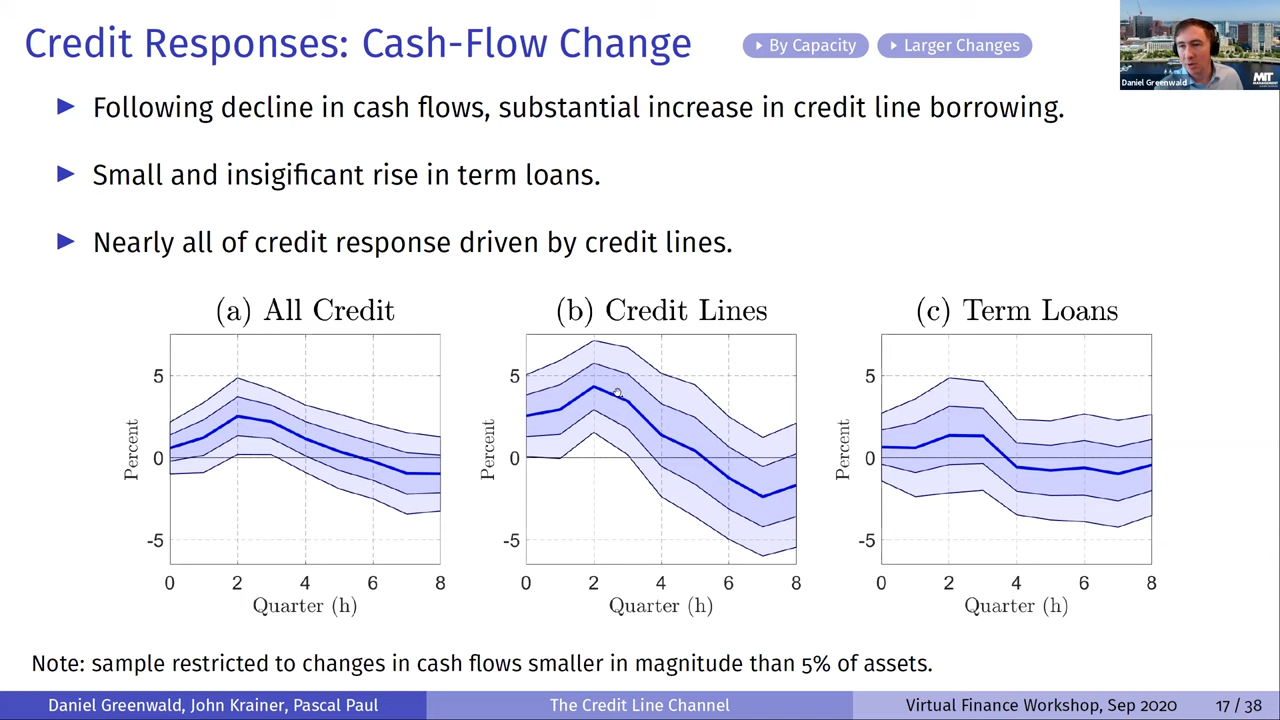 Credit Responses: Cash-Flow Change
By Capacity
Larger Changes
Daniel Greenwald
MIT
MANAGEMENT
Following decline in cash flows, substantial increase in credit line borrowing.
Small and insigificant rise in term loans.
Nearly all of credit response driven by credit lines.
(a) All Credit
5
0
-5
Percent
0 2 4 6 8
Quarter (h)
(b) Credit Lines
5
0
-5
Percent
0 2 4 6 8
Quarter (h)
(c) Term Loans
5
0
-5
Percent
0 2 4 6 8
Quarter (h)
Note: sample restricted to changes in cash flows smaller in magnitude than 5% of assets.
Daniel Greenwald, John Krainer, Pascal Paul
The Credit Line Channel
Virtual Finance Workshop, Sep 2020
17 / 38